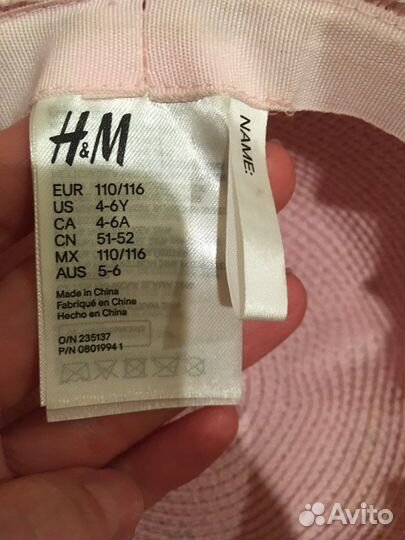 H&M
NAME:
EUR 110/116
US 4-6Y
CA 4-6A
CN 51-52
MX 110/116
AUS 5-6
Made in China
Fabriqué en Chine
Hecho en China
O/N 235137
P/N 0801994 1
Avito